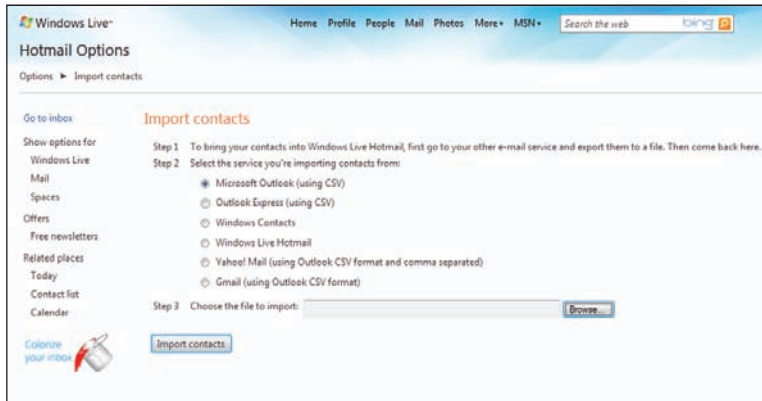 Windows Live™
Home Profile People Mail Photos More▾ MSN▾ Search the web bing
Hotmail Options
Options ► Import contacts
Go to inbox
Show options for
Windows Live
Mail
Spaces
Offers
Free newsletters
Related places
Today
Contact list
Calendar
Colorize
your inbox
Import contacts
Step 1 To bring your contacts into Windows Live Hotmail, first go to your other e-mail service and export them to a file. Then come back here.
Step 2 Select the service you're importing contacts from:
Microsoft Outlook (using CSV)
Outlook Express (using CSV)
Windows Contacts
Windows Live Hotmail
Yahoo! Mail (using Outlook CSV format and comma separated)
Gmail (using Outlook CSV format)
Step 3 Choose the file to import: Browse...
Import contacts